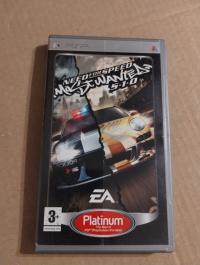 PSP
NEED FOR SPEED
MOST WANTED
5-1-0
EA
3+
Platinum